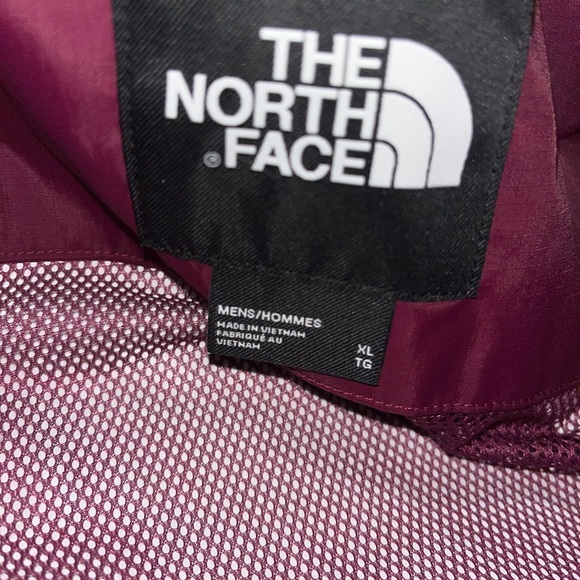 THE
NORTH
FACE
®
MENS/HOMMES
MADE IN VIETNAM
FABRIQUÉ AU
VIETNAM
XL
TG